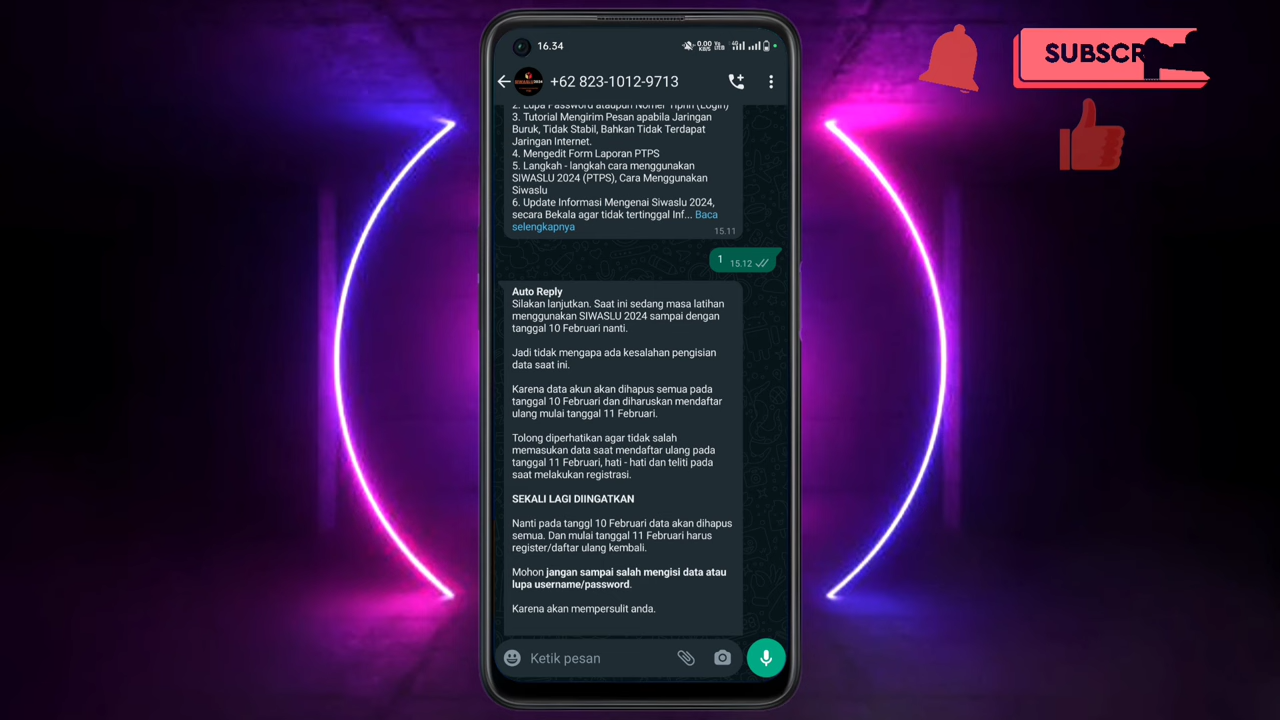 16.34
SUBSCR
+62 823-1012-9713
2. Lupa Password ataupun Nomer Hphh (Login)
3. Tutorial Mengirim Pesan apabila Jaringan
Buruk, Tidak Stabil, Bahkan Tidak Terdapat
Jaringan Internet.
4. Mengedit Form Laporan PTPS
5. Langkah - langkah cara menggunakan
SIWASLU 2024 (PTPS), Cara Menggunakan
Siwaslu
6. Update Informasi Mengenai Siwaslu 2024,
secara Bekala agar tidak tertinggal Inf... Baca
selengkapnya
15.11
1 15.12
Auto Reply
Silakan lanjutkan. Saat ini sedang masa latihan
menggunakan SIWASLU 2024 sampai dengan
tanggal 10 Februari nanti.
Jadi tidak mengapa ada kesalahan pengisian
data saat ini.
Karena data akun akan dihapus semua pada
tanggal 10 Februari dan diharuskan mendaftar
ulang mulai tanggal 11 Februari.
Tolong diperhatikan agar tidak salah
memasukan data saat mendaftar ulang pada
tanggal 11 Februari, hati - hati dan teliti pada
saat melakukan registrasi.
SEKALI LAGI DIINGATKAN
Nanti pada tanggl 10 Februari data akan dihapus
semua. Dan mulai tanggal 11 Februari harus
register/daftar ulang kembali.
Mohon jangan sampai salah mengisi data atau
lupa username/password.
Karena akan mempersulit anda.
Ketik pesan